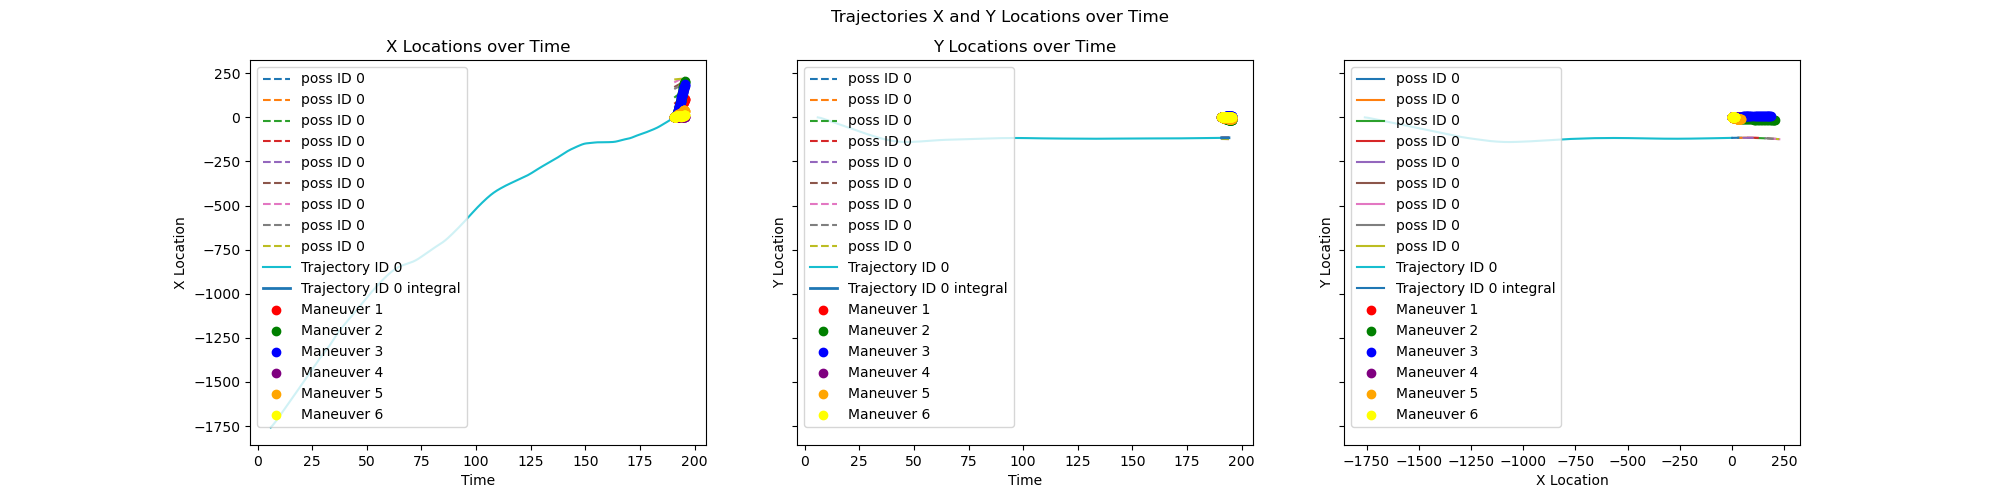 Trajectories X and Y Locations over Time
X Locations over Time
250
0
−250
−500
−750
−1000
−1250
−1500
−1750
X Location
poss ID 0
poss ID 0
poss ID 0
poss ID 0
poss ID 0
poss ID 0
poss ID 0
poss ID 0
poss ID 0
Trajectory ID 0
Trajectory ID 0 integral
Maneuver 1
Maneuver 2
Maneuver 3
Maneuver 4
Maneuver 5
Maneuver 6
0 25 50 75 100 125 150 175 200
Time
Y Locations over Time
Y Location
poss ID 0
poss ID 0
poss ID 0
poss ID 0
poss ID 0
poss ID 0
poss ID 0
poss ID 0
poss ID 0
Trajectory ID 0
Trajectory ID 0 integral
Maneuver 1
Maneuver 2
Maneuver 3
Maneuver 4
Maneuver 5
Maneuver 6
0 25 50 75 100 125 150 175 200
Time
Y Location
poss ID 0
poss ID 0
poss ID 0
poss ID 0
poss ID 0
poss ID 0
poss ID 0
poss ID 0
poss ID 0
Trajectory ID 0
Trajectory ID 0 integral
Maneuver 1
Maneuver 2
Maneuver 3
Maneuver 4
Maneuver 5
Maneuver 6
−1750 −1500 −1250 −1000 −750 −500 −250 0 250
X Location